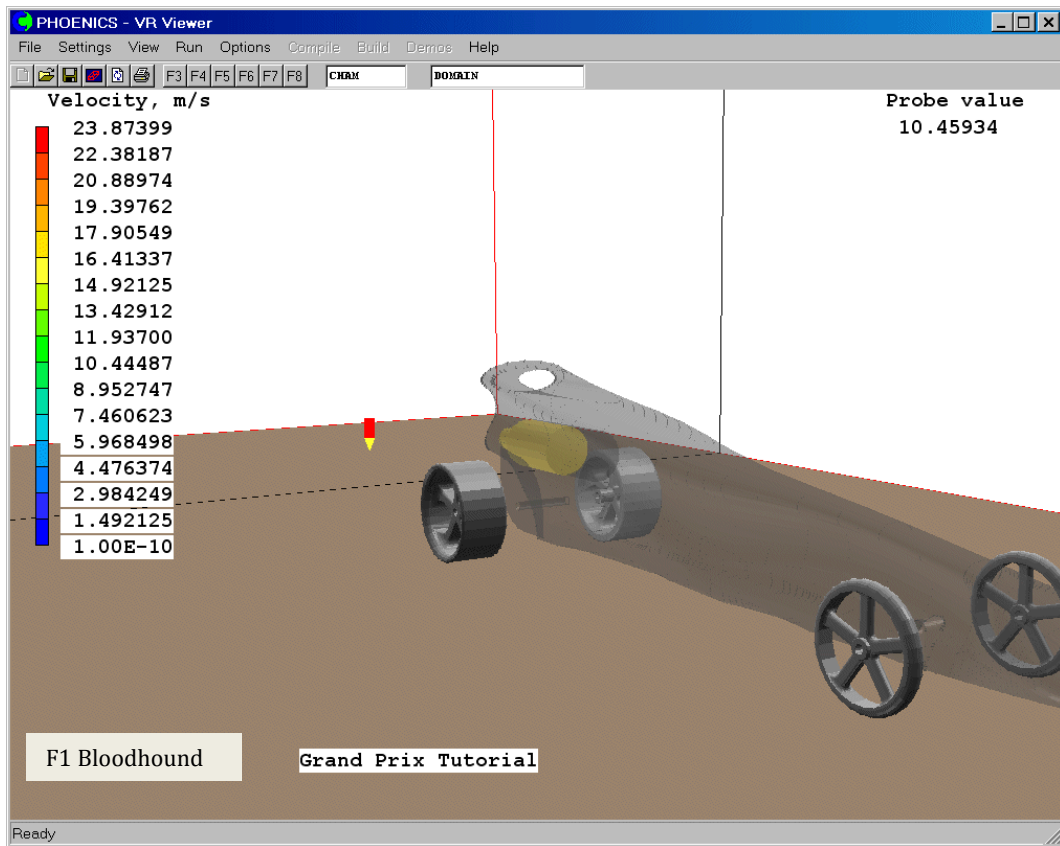 PHOENICS - VR Viewer
File Settings View Run Options Compile Build Demos Help
F3 F4 F5 F6 F7 F8 CHAM DOMAIN
Velocity, m/s
23.87399
22.38187
20.88974
19.39762
17.90549
16.41337
14.92125
13.42912
11.93700
10.44487
8.952747
7.460623
5.968498
4.476374
2.984249
1.492125
1.00E-10
Probe value
10.45934
F1 Bloodhound
Grand Prix Tutorial
Ready